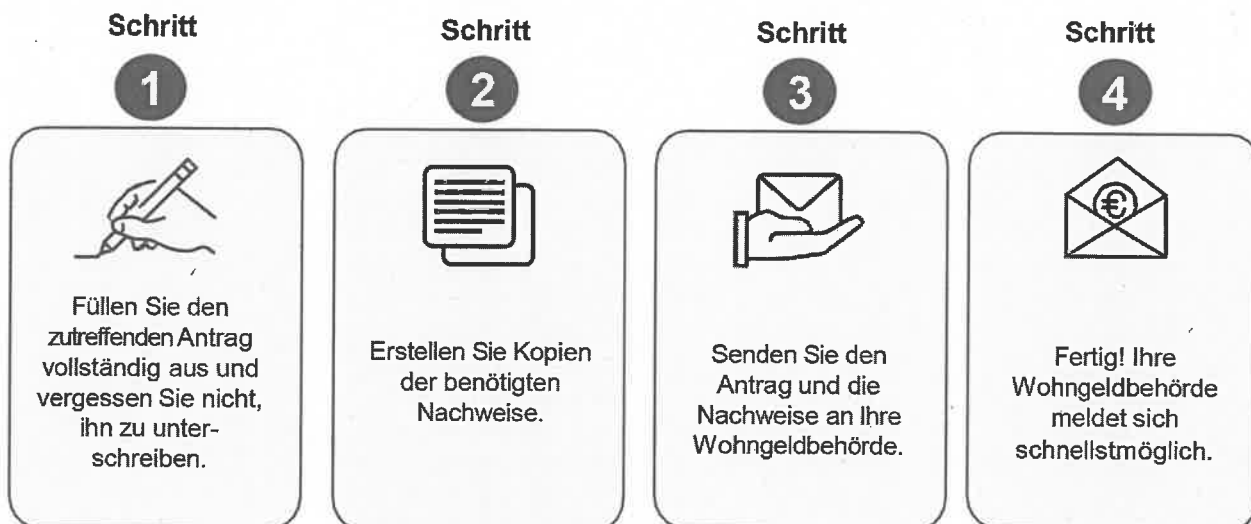 Schritt
1
Füllen Sie den
zutreffenden Antrag
vollständig aus und
vergessen Sie nicht,
ihn zu unter-
schreiben.
Schritt
2
Erstellen Sie Kopien
der benötigten
Nachweise.
Schritt
3
Senden Sie den
Antrag und die
Nachweise an Ihre
Wohngeldbehörde.
Schritt
4
€
Fertig! Ihre
Wohngeldbehörde
meldet sich
schnellstmöglich.